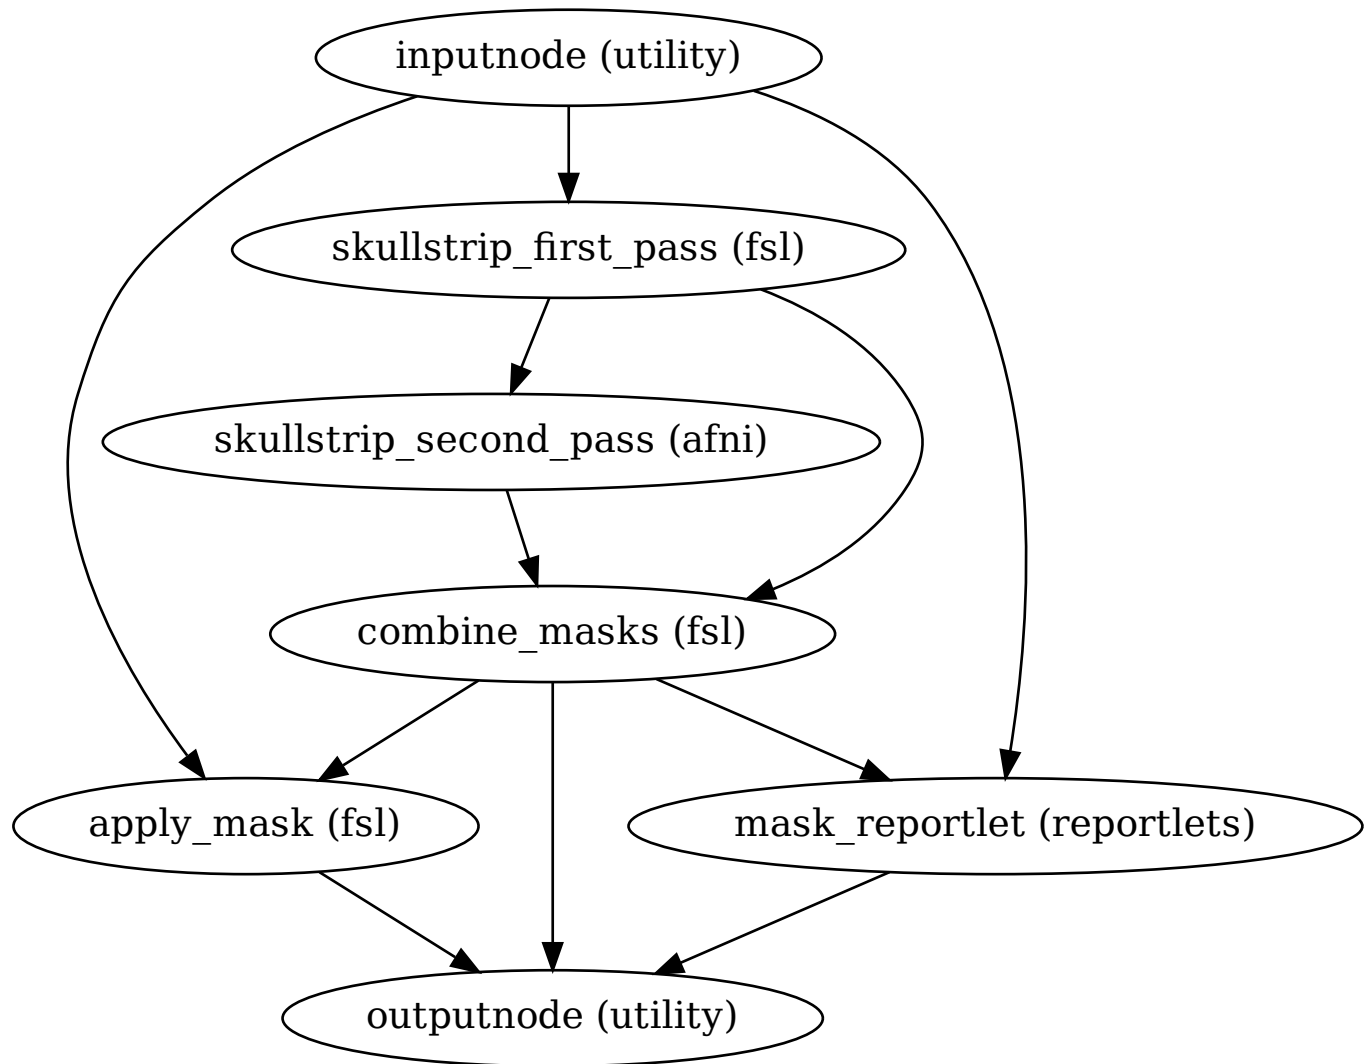 inputnode (utility)
skullstrip_first_pass (fsl)
skullstrip_second_pass (afni)
combine_masks (fsl)
apply_mask (fsl)
mask_reportlet (reportlets)
outputnode (utility)